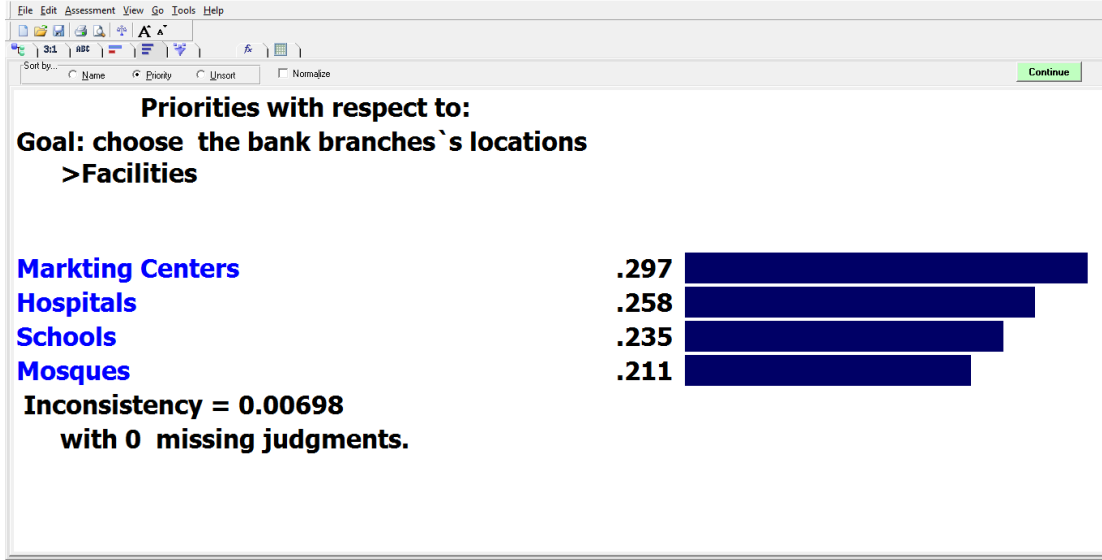 File Edit Assessment View Go Tools Help
A A
3:1 ABC fx
Sort by... Name Priority Unsort Normalize Continue
Priorities with respect to:
Goal: choose the bank branches`s locations
>Facilities
Markting Centers .297
Hospitals .258
Schools .235
Mosques .211
Inconsistency = 0.00698
with 0 missing judgments.